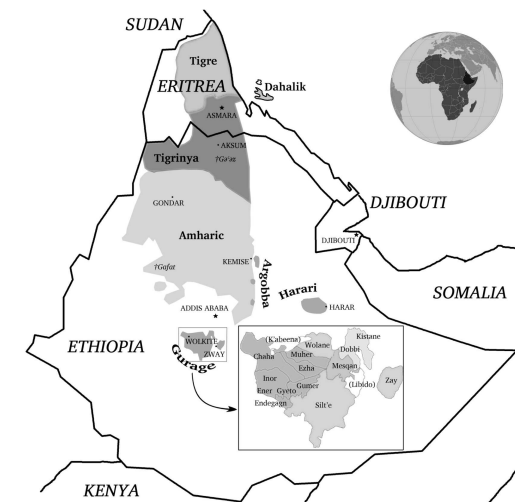 SUDAN
Tigre
ERITREA
Dahalik
ASMARA
AKSUM
Tigrinya
†Gəʿəz
GONDAR
DJIBOUTI
Amharic
DJIBOUTI
KEMISE
†Gafat
Argobba
Harari
SOMALIA
ADDIS ABABA
HARAR
ETHIOPIA
WOLKITE
ZWAY
Gurage
Kistane
(K'abeena)
Wolane
Dobbi
Chaha
Muher
Ezha
Mesqan
Zay
Inor
(Libido)
Ener
Gyeto
Gumer
Endegagn
Silt'e
KENYA